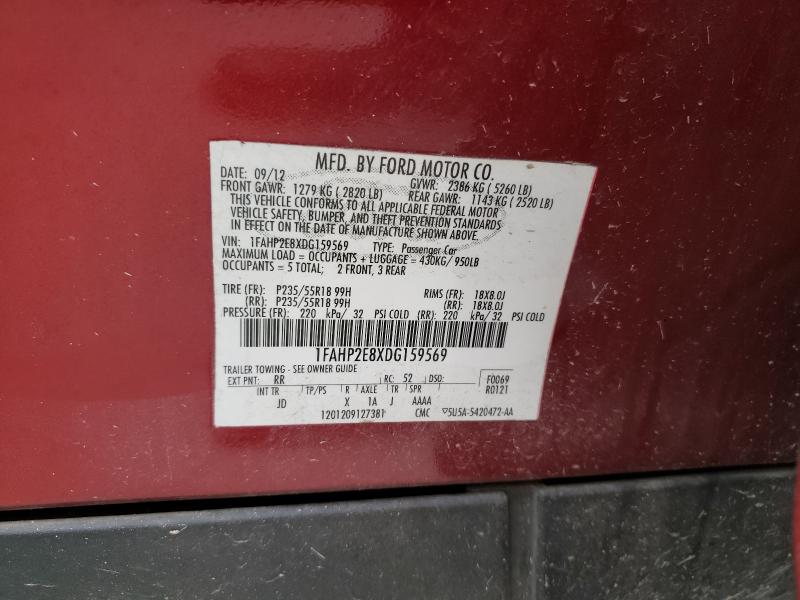 MFD. BY FORD MOTOR CO.
DATE: 09/12 GVWR: 2386 KG ( 5260 LB)
FRONT GAWR: 1279 KG ( 2820 LB) REAR GAWR: 1143 KG ( 2520 LB)
THIS VEHICLE CONFORMS TO ALL APPLICABLE FEDERAL MOTOR
VEHICLE SAFETY, BUMPER, AND THEFT PREVENTION STANDARDS
IN EFFECT ON THE DATE OF MANUFACTURE SHOWN ABOVE.
VIN: 1FAHP2E8XDG159569 TYPE: Passenger Car
MAXIMUM LOAD = OCCUPANTS + LUGGAGE = 430KG/ 950LB
OCCUPANTS = 5 TOTAL; 2 FRONT, 3 REAR
TIRE (FR): P235/55R18 99H RIMS (FR): 18X8.0J
(RR): P235/55R18 99H (RR): 18X8.0J
PRESSURE (FR): 220 kPa/ 32 PSI COLD (RR): 220 kPa/ 32 PSI COLD
1FAHP2E8XDG159569
TRAILER TOWING - SEE OWNER GUIDE
EXT PNT: RR RC: 52 DSO: F0069
INT TR TP/PS R AXLE TR SPR R0121
JD X 1A J AAAA
1201209127381 CMC ▽5U5A-5420472-AA